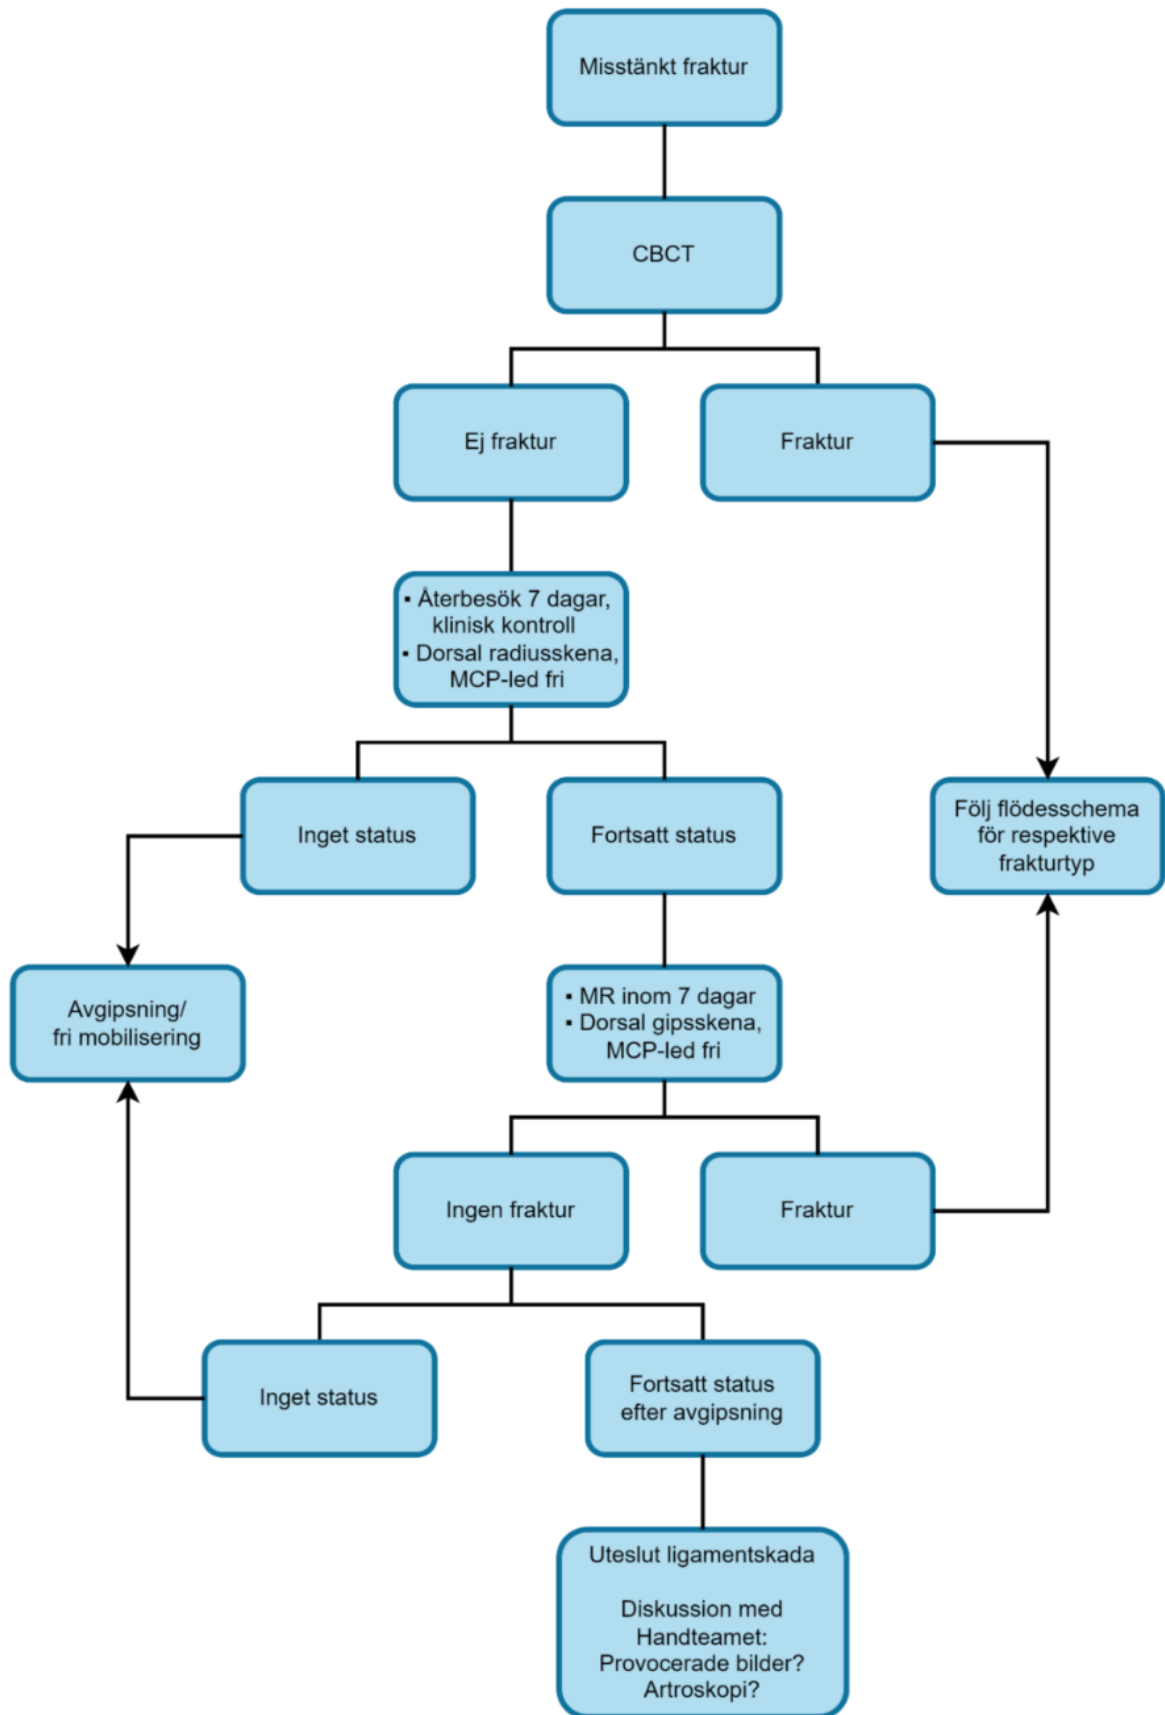 Misstänkt fraktur
CBCT
Ej fraktur
Fraktur
▪ Återbesök 7 dagar,
klinisk kontroll
▪ Dorsal radiusskena,
MCP-led fri
Inget status
Fortsatt status
Följ flödesschema
för respektive
frakturtyp
Avgipsning/
fri mobilisering
▪ MR inom 7 dagar
▪ Dorsal gipsskena,
MCP-led fri
Ingen fraktur
Fraktur
Inget status
Fortsatt status
efter avgipsning
Uteslut ligamentskada
Diskussion med
Handteamet:
Provocerade bilder?
Artroskopi?